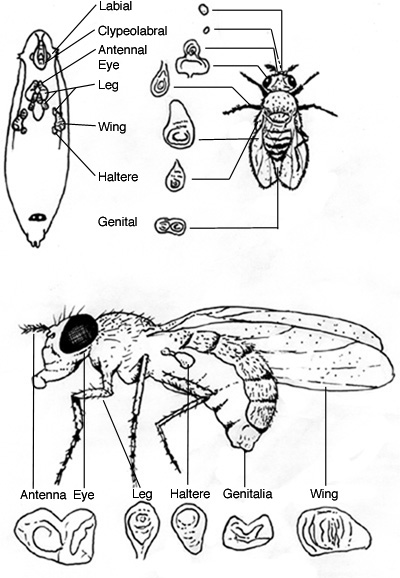 Labial
Clypeolabral
Antennal
Eye
Leg
Wing
Haltere
Genital
Antenna Eye Leg Haltere Genitalia Wing